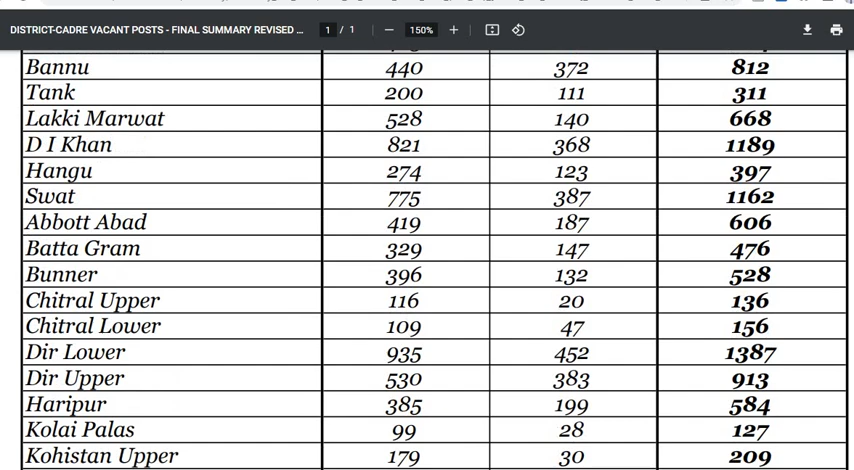 DISTRICT-CADRE VACANT POSTS - FINAL SUMMARY REVISED ... 1 / 1 — 150% +
Bannu 440 372 812
Tank 200 111 311
Lakki Marwat 528 140 668
D I Khan 821 368 1189
Hangu 274 123 397
Swat 775 387 1162
Abbott Abad 419 187 606
Batta Gram 329 147 476
Bunner 396 132 528
Chitral Upper 116 20 136
Chitral Lower 109 47 156
Dir Lower 935 452 1387
Dir Upper 530 383 913
Haripur 385 199 584
Kolai Palas 99 28 127
Kohistan Upper 179 30 209